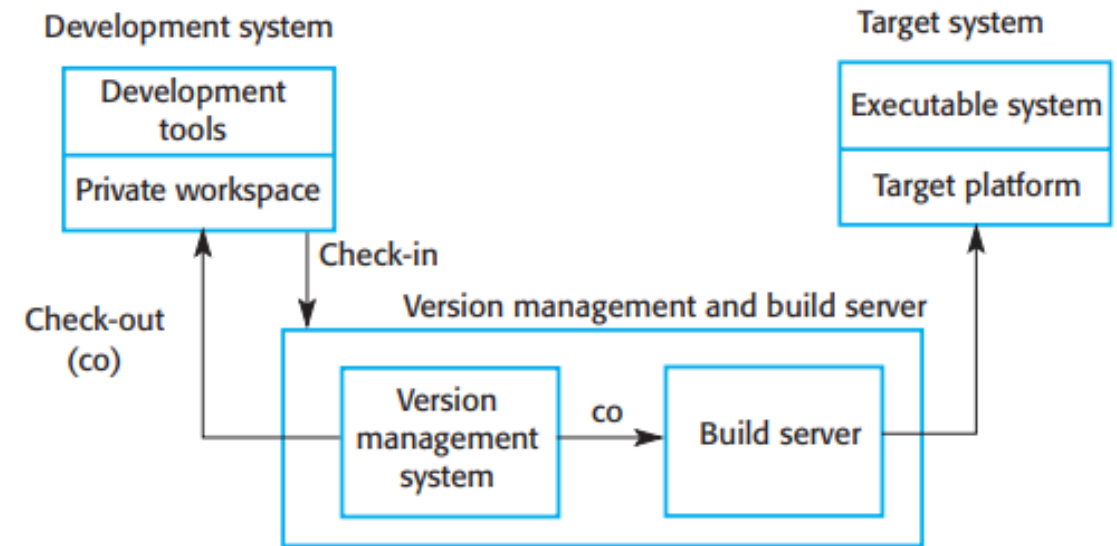 Development system
Development
tools
Private workspace
Target system
Executable system
Target platform
Check-in
Check-out
(co)
Version management and build server
Version
management
system
co
Build server